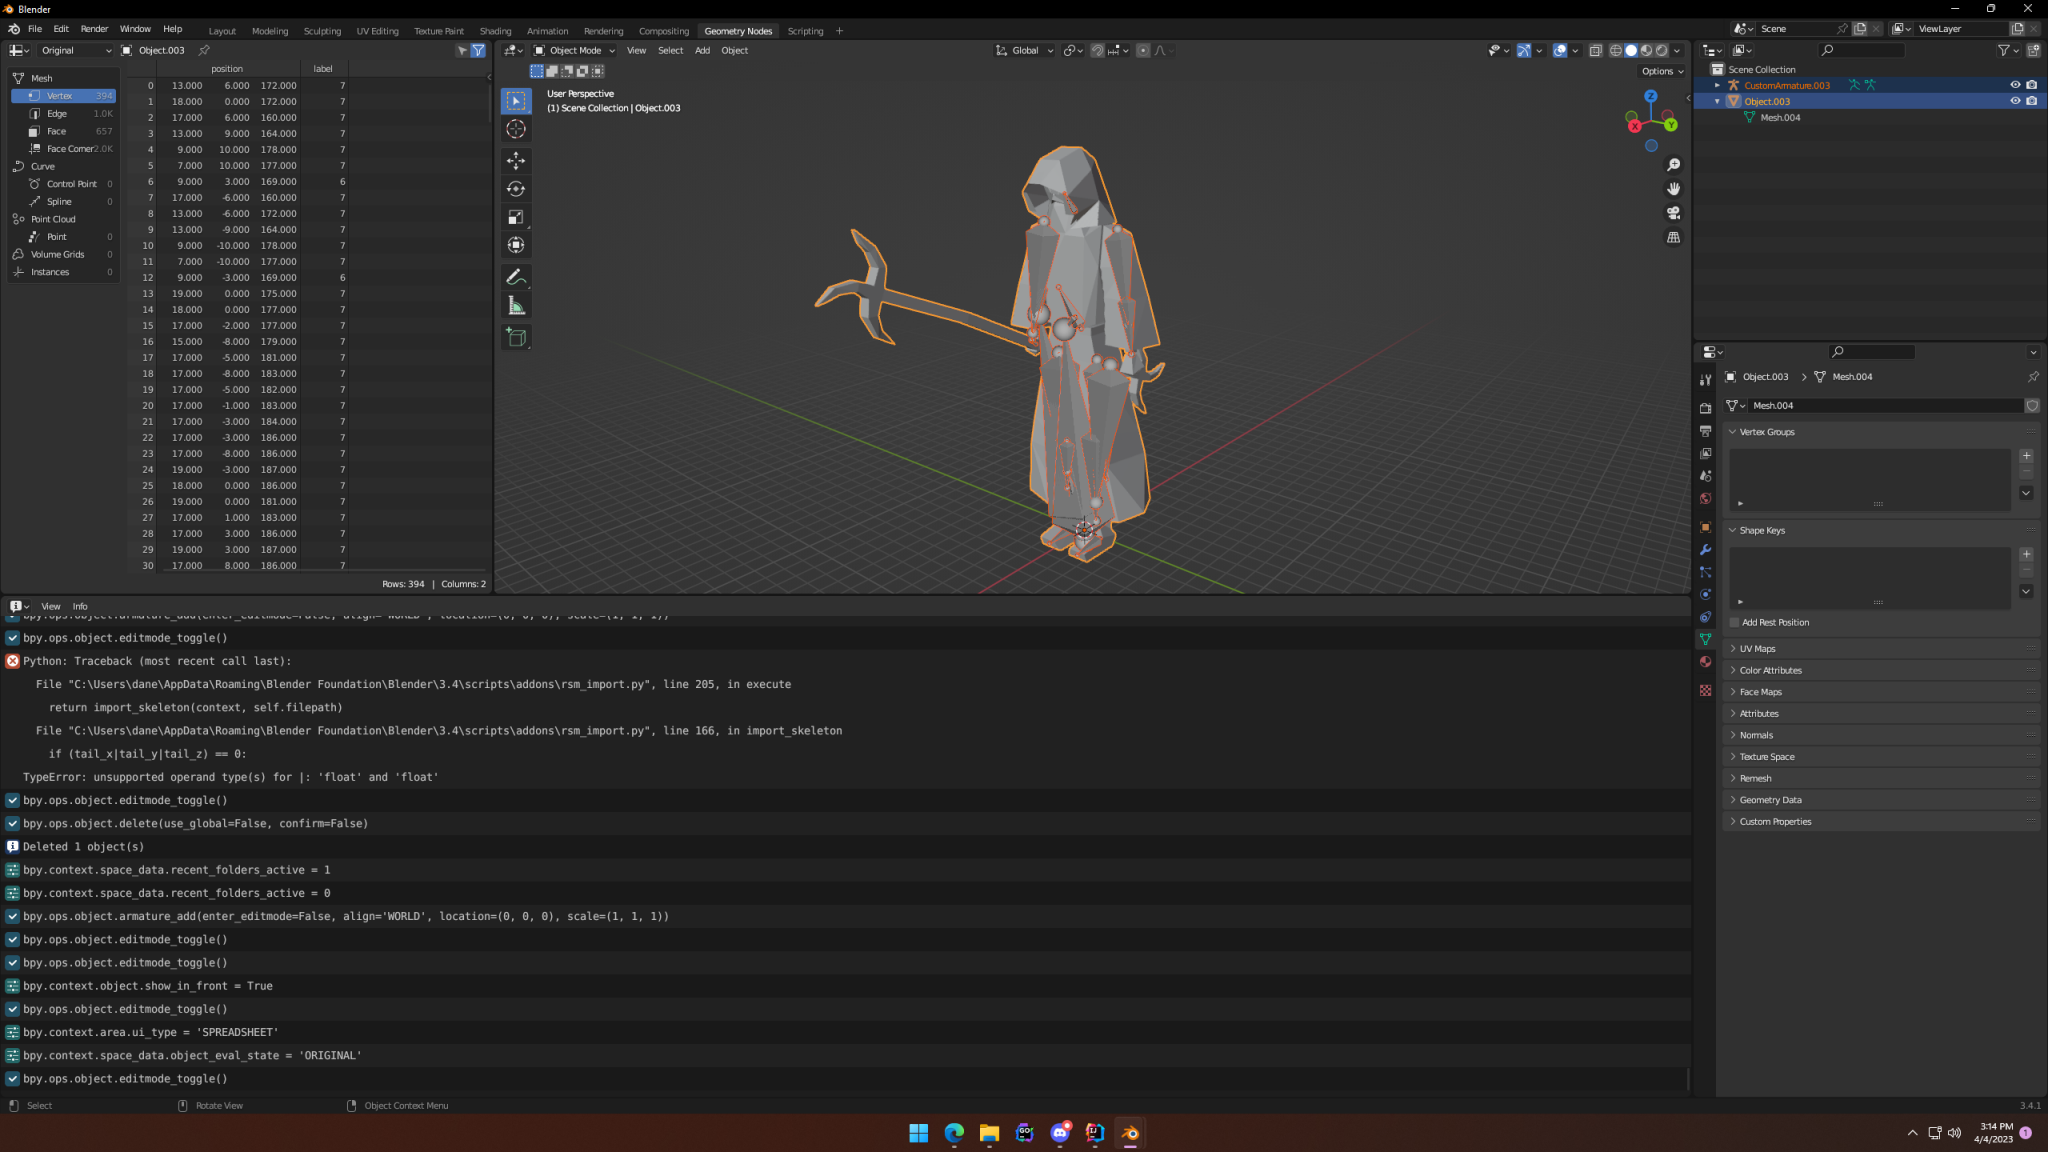 Blender
File Edit Render Window Help Layout Modeling Sculpting UV Editing Texture Paint Shading Animation Rendering Compositing Geometry Nodes Scripting + Scene ViewLayer
Original Object.003 Object Mode View Select Add Object Global
Options
position label
Mesh
Vertex 394
Edge 1.0K
Face 657
Face Corner 2.0K
Curve
Control Point 0
Spline 0
Point Cloud
Point 0
Volume Grids 0
Instances 0
0 13.000 6.000 172.000 7
1 18.000 0.000 172.000 7
2 17.000 6.000 160.000 7
3 13.000 9.000 164.000 7
4 9.000 10.000 178.000 7
5 7.000 10.000 177.000 7
6 9.000 3.000 169.000 6
7 17.000 -6.000 160.000 7
8 13.000 -6.000 172.000 7
9 13.000 -9.000 164.000 7
10 9.000 -10.000 178.000 7
11 7.000 -10.000 177.000 7
12 9.000 -3.000 169.000 6
13 19.000 0.000 175.000 7
14 18.000 0.000 177.000 7
15 17.000 -2.000 177.000 7
16 15.000 -8.000 179.000 7
17 17.000 -5.000 181.000 7
18 17.000 -8.000 183.000 7
19 17.000 -5.000 182.000 7
20 17.000 -1.000 183.000 7
21 17.000 -3.000 184.000 7
22 17.000 -3.000 186.000 7
23 17.000 -8.000 186.000 7
24 19.000 -3.000 187.000 7
25 18.000 0.000 186.000 7
26 19.000 0.000 181.000 7
27 17.000 1.000 183.000 7
28 17.000 3.000 186.000 7
29 19.000 3.000 187.000 7
30 17.000 8.000 186.000 7
Rows: 394 | Columns: 2
User Perspective
(1) Scene Collection | Object.003
Z
X
Y
Scene Collection
CustomArmature.003
Object.003
Mesh.004
Object.003 > Mesh.004
Mesh.004
Vertex Groups
Shape Keys
Add Rest Position
UV Maps
Color Attributes
Face Maps
Attributes
Normals
Texture Space
Remesh
Geometry Data
Custom Properties
View Info
bpy.ops.object.armature_add(enter_editmode=False, align='WORLD', location=(0, 0, 0), scale=(1, 1, 1))
bpy.ops.object.editmode_toggle()
Python: Traceback (most recent call last):
File "C:\Users\dane\AppData\Roaming\Blender Foundation\Blender\3.4\scripts\addons\rsm_import.py", line 205, in execute
return import_skeleton(context, self.filepath)
File "C:\Users\dane\AppData\Roaming\Blender Foundation\Blender\3.4\scripts\addons\rsm_import.py", line 166, in import_skeleton
if (tail_x|tail_y|tail_z) == 0:
TypeError: unsupported operand type(s) for |: 'float' and 'float'
bpy.ops.object.editmode_toggle()
bpy.ops.object.delete(use_global=False, confirm=False)
Deleted 1 object(s)
bpy.context.space_data.recent_folders_active = 1
bpy.context.space_data.recent_folders_active = 0
bpy.ops.object.armature_add(enter_editmode=False, align='WORLD', location=(0, 0, 0), scale=(1, 1, 1))
bpy.ops.object.editmode_toggle()
bpy.ops.object.editmode_toggle()
bpy.context.object.show_in_front = True
bpy.ops.object.editmode_toggle()
bpy.context.area.ui_type = 'SPREADSHEET'
bpy.context.space_data.object_eval_state = 'ORIGINAL'
bpy.ops.object.editmode_toggle()
Select Rotate View Object Context Menu 3.4.1
GO IJ
3:14 PM
4/4/2023 1